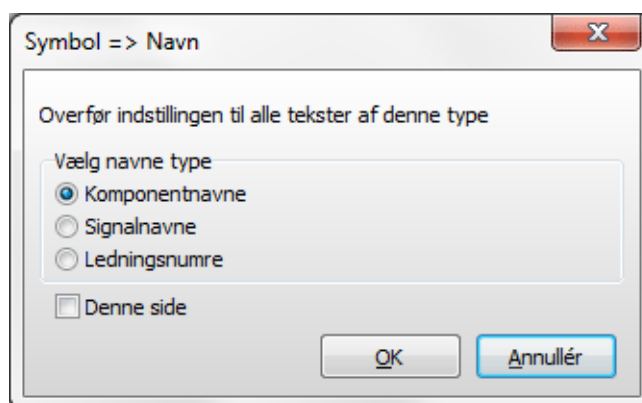 Symbol => Navn
Overfør indstillingen til alle tekster af denne type
Vælg navne type
Komponentnavne
Signalnavne
Ledningsnumre
Denne side
OK Annullér